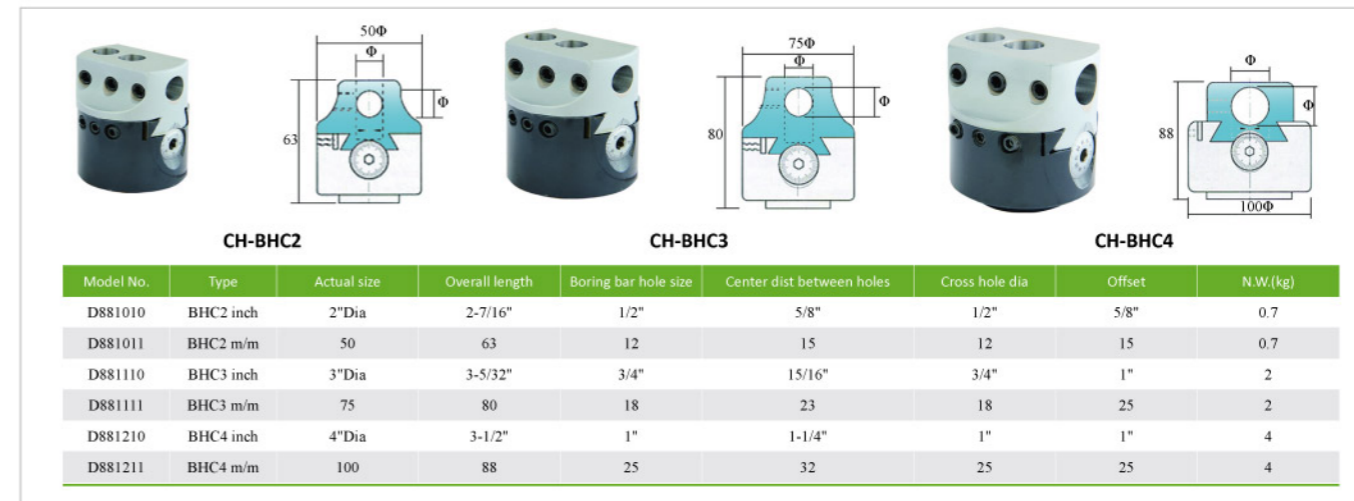 50Φ
Φ
Φ
63
75Φ
Φ
Φ
80
Φ
Φ
88
100Φ
CH-BHC2 CH-BHC3 CH-BHC4
Model No. Type Actual size Overall length Boring bar hole size Center dist between holes Cross hole dia Offset N.W.(kg)
D881010 BHC2 inch 2"Dia 2-7/16" 1/2" 5/8" 1/2" 5/8" 0.7
D881011 BHC2 m/m 50 63 12 15 12 15 0.7
D881110 BHC3 inch 3"Dia 3-5/32" 3/4" 15/16" 3/4" 1" 2
D881111 BHC3 m/m 75 80 18 23 18 25 2
D881210 BHC4 inch 4"Dia 3-1/2" 1" 1-1/4" 1" 1" 4
D881211 BHC4 m/m 100 88 25 32 25 25 4